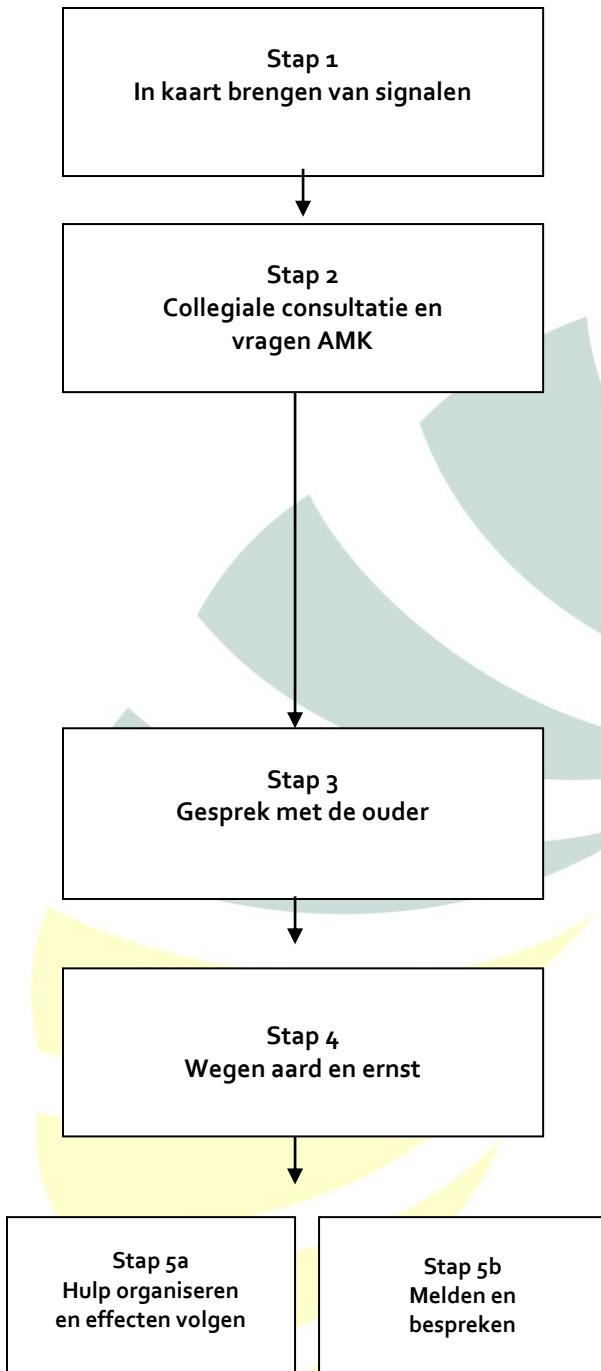 Stap 1
In kaart brengen van signalen
Stap 2
Collegiale consultatie en
vragen AMK
Stap 3
Gesprek met de ouder
Stap 4
Wegen aard en ernst
Stap 5a
Hulp organiseren
en effecten volgen
Stap 5b
Melden en
bespreken